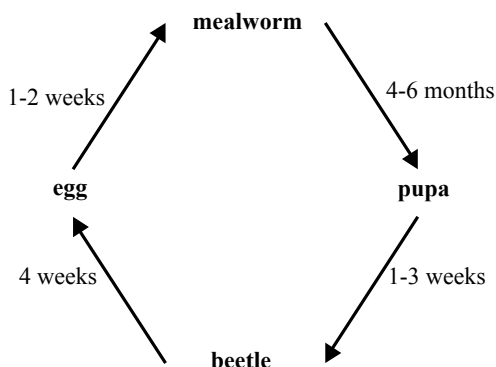 mealworm
1-2 weeks
4-6 months
egg
pupa
4 weeks
1-3 weeks
beetle